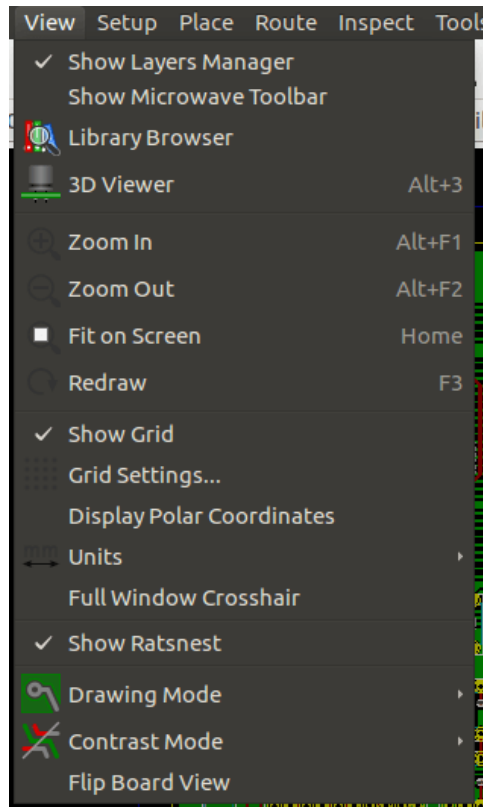 View Setup Place Route Inspect Tools
Show Layers Manager
Show Microwave Toolbar
Library Browser
3D Viewer Alt+3
Zoom In Alt+F1
Zoom Out Alt+F2
Fit on Screen Home
Redraw F3
Show Grid
Grid Settings...
Display Polar Coordinates
mm Units
Full Window Crosshair
Show Ratsnest
Drawing Mode
Contrast Mode
Flip Board View